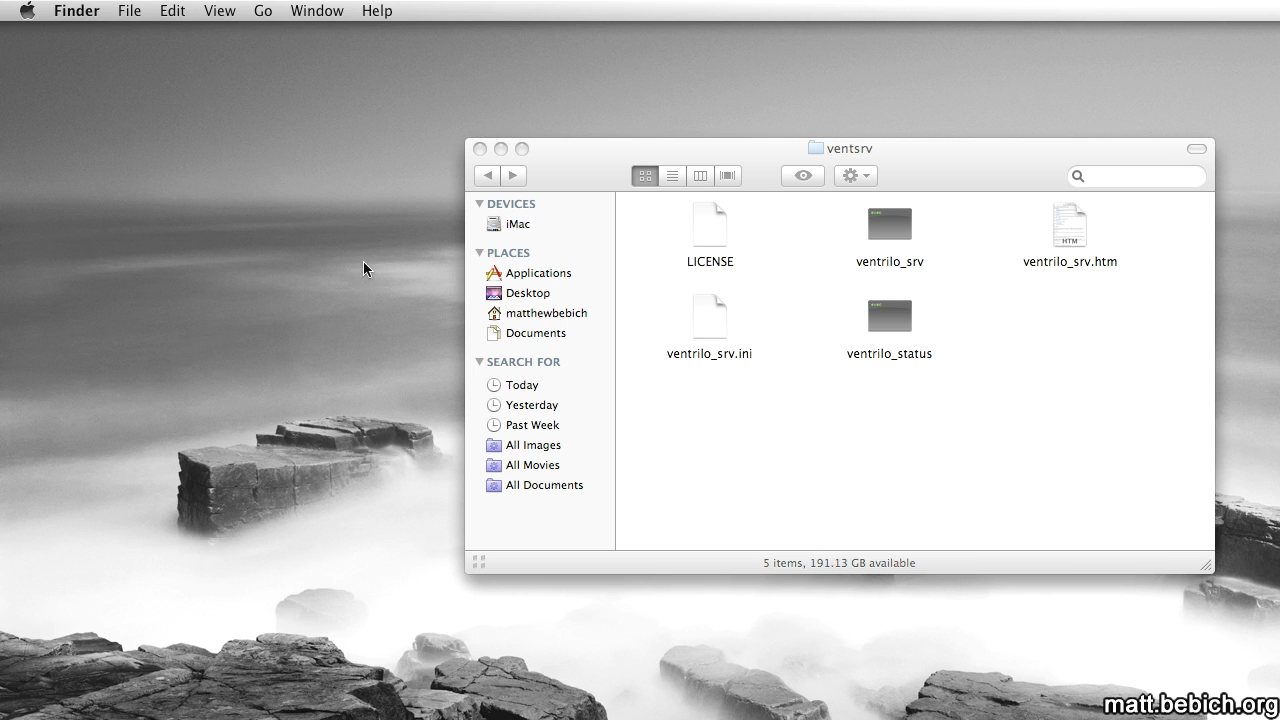 Finder File Edit View Go Window Help
ventsrv
DEVICES
iMac
PLACES
Applications
Desktop
matthewbebich
Documents
SEARCH FOR
Today
Yesterday
Past Week
All Images
All Movies
All Documents
LICENSE ventrilo_srv ventrilo_srv.htm
HTM
ventrilo_srv.ini ventrilo_status
5 items, 191.13 GB available
matt.bebich.org